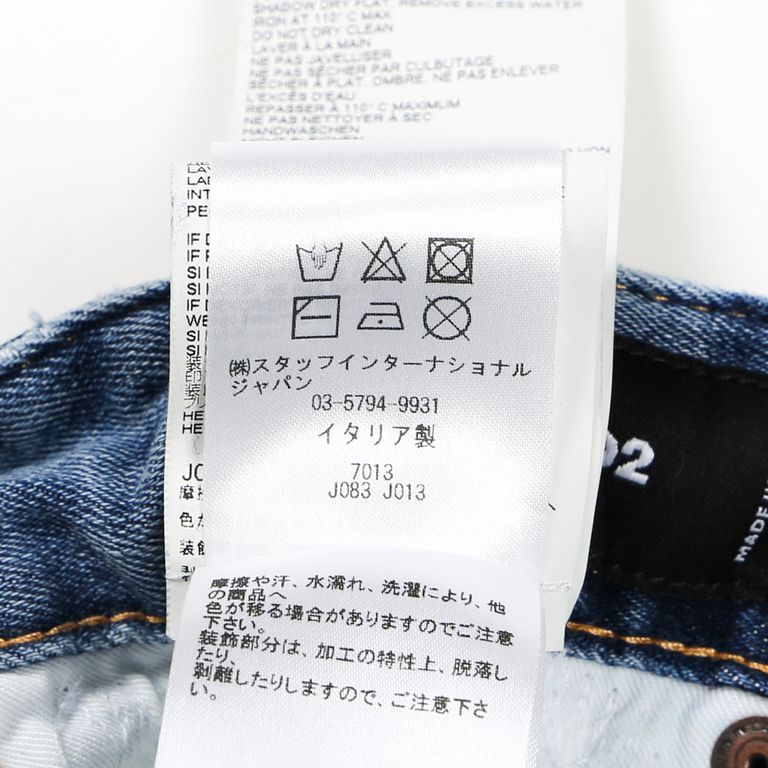 SHADOW DRY FLAT. REMOVE EXCESS WATER
IRON AT 110° C MAX
DO NOT DRY CLEAN
LAVER À LA MAIN
NE PAS JAVELLISER
NE PAS SÉCHER PAR CULBUTAGE
SÉCHER À PLAT. OMBRE. NE PAS ENLEVER
L'EXCÈS D'EAU
REPASSER À 110° C MAXIMUM
NE PAS NETTOYER À SEC
HANDWASCHEN
㈱スタッフインターナショナル
ジャパン
03-5794-9931
イタリア製
7013
J083 J013
摩擦や汗、水濡れ、洗濯により、他
の商品へ
色が移る場合がありますのでご注意
下さい。
装飾部分は、加工の特性上、脱落し
たり、
剥離したりしますので、ご注意下さ
い。
MADE